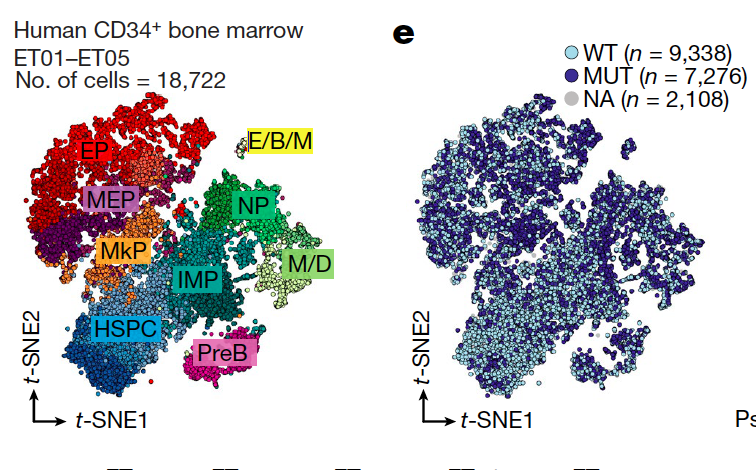 Human CD34⁺ bone marrow
ET01–ET05
No. of cells = 18,722
e
WT (n = 9,338)
MUT (n = 7,276)
NA (n = 2,108)
EP
E/B/M
MEP
NP
MkP
M/D
IMP
HSPC
PreB
t-SNE2
t-SNE1
t-SNE2
t-SNE1
Ps